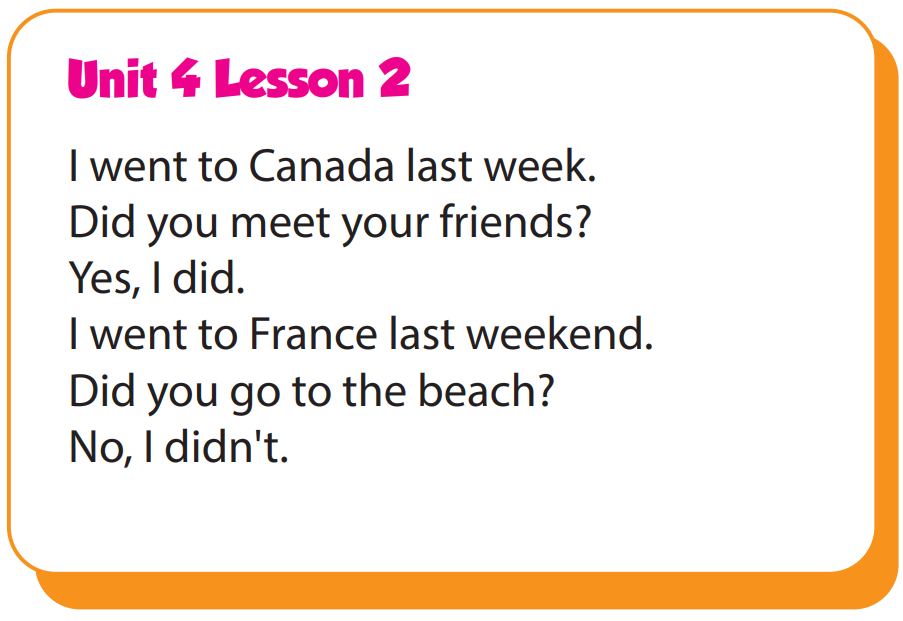 Unit 4 Lesson 2
I went to Canada last week.
Did you meet your friends?
Yes, I did.
I went to France last weekend.
Did you go to the beach?
No, I didn't.